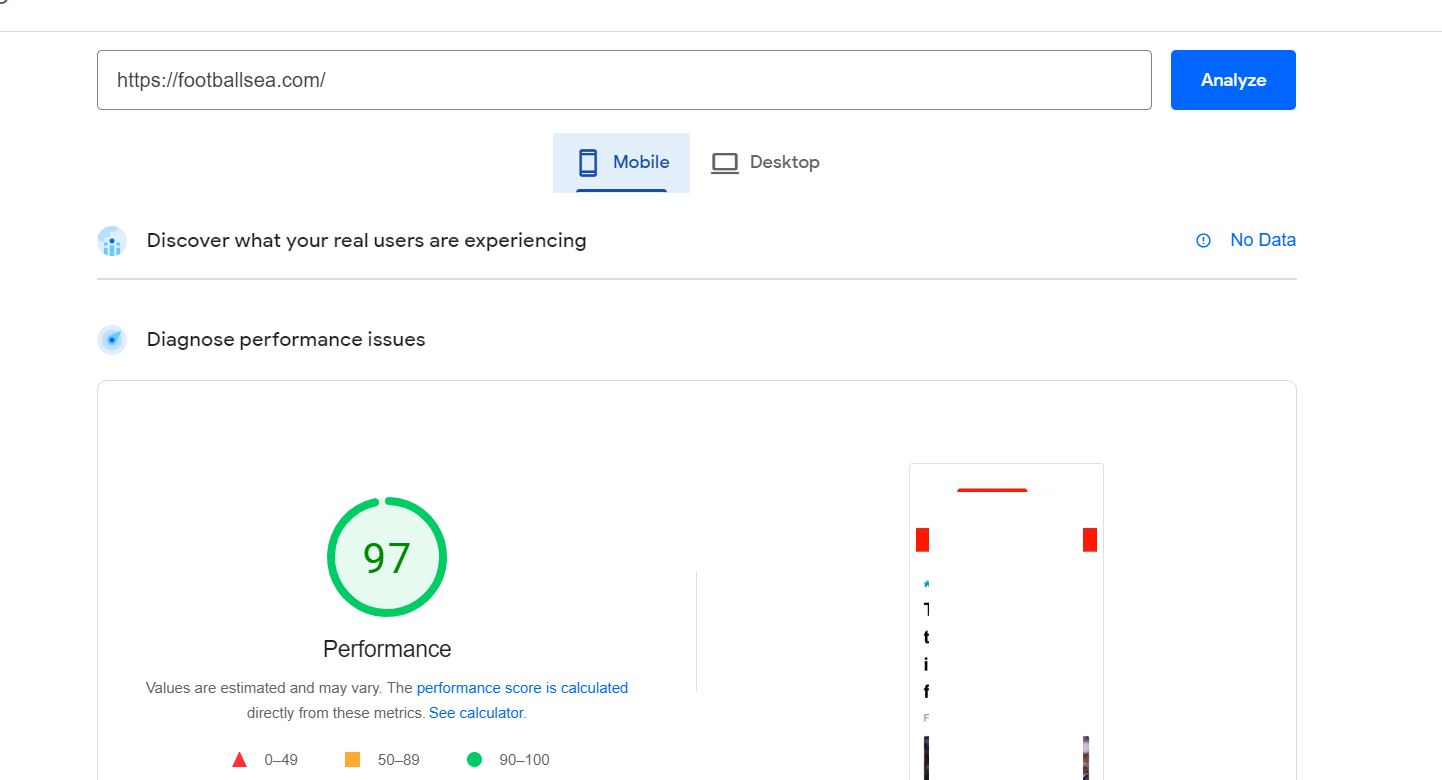 https://footballsea.com/
Analyze
Mobile
Desktop
Discover what your real users are experiencing
No Data
Diagnose performance issues
97
Performance
Values are estimated and may vary. The performance score is calculated
directly from these metrics. See calculator.
0–49
50–89
90–100
T
t
i
f
F